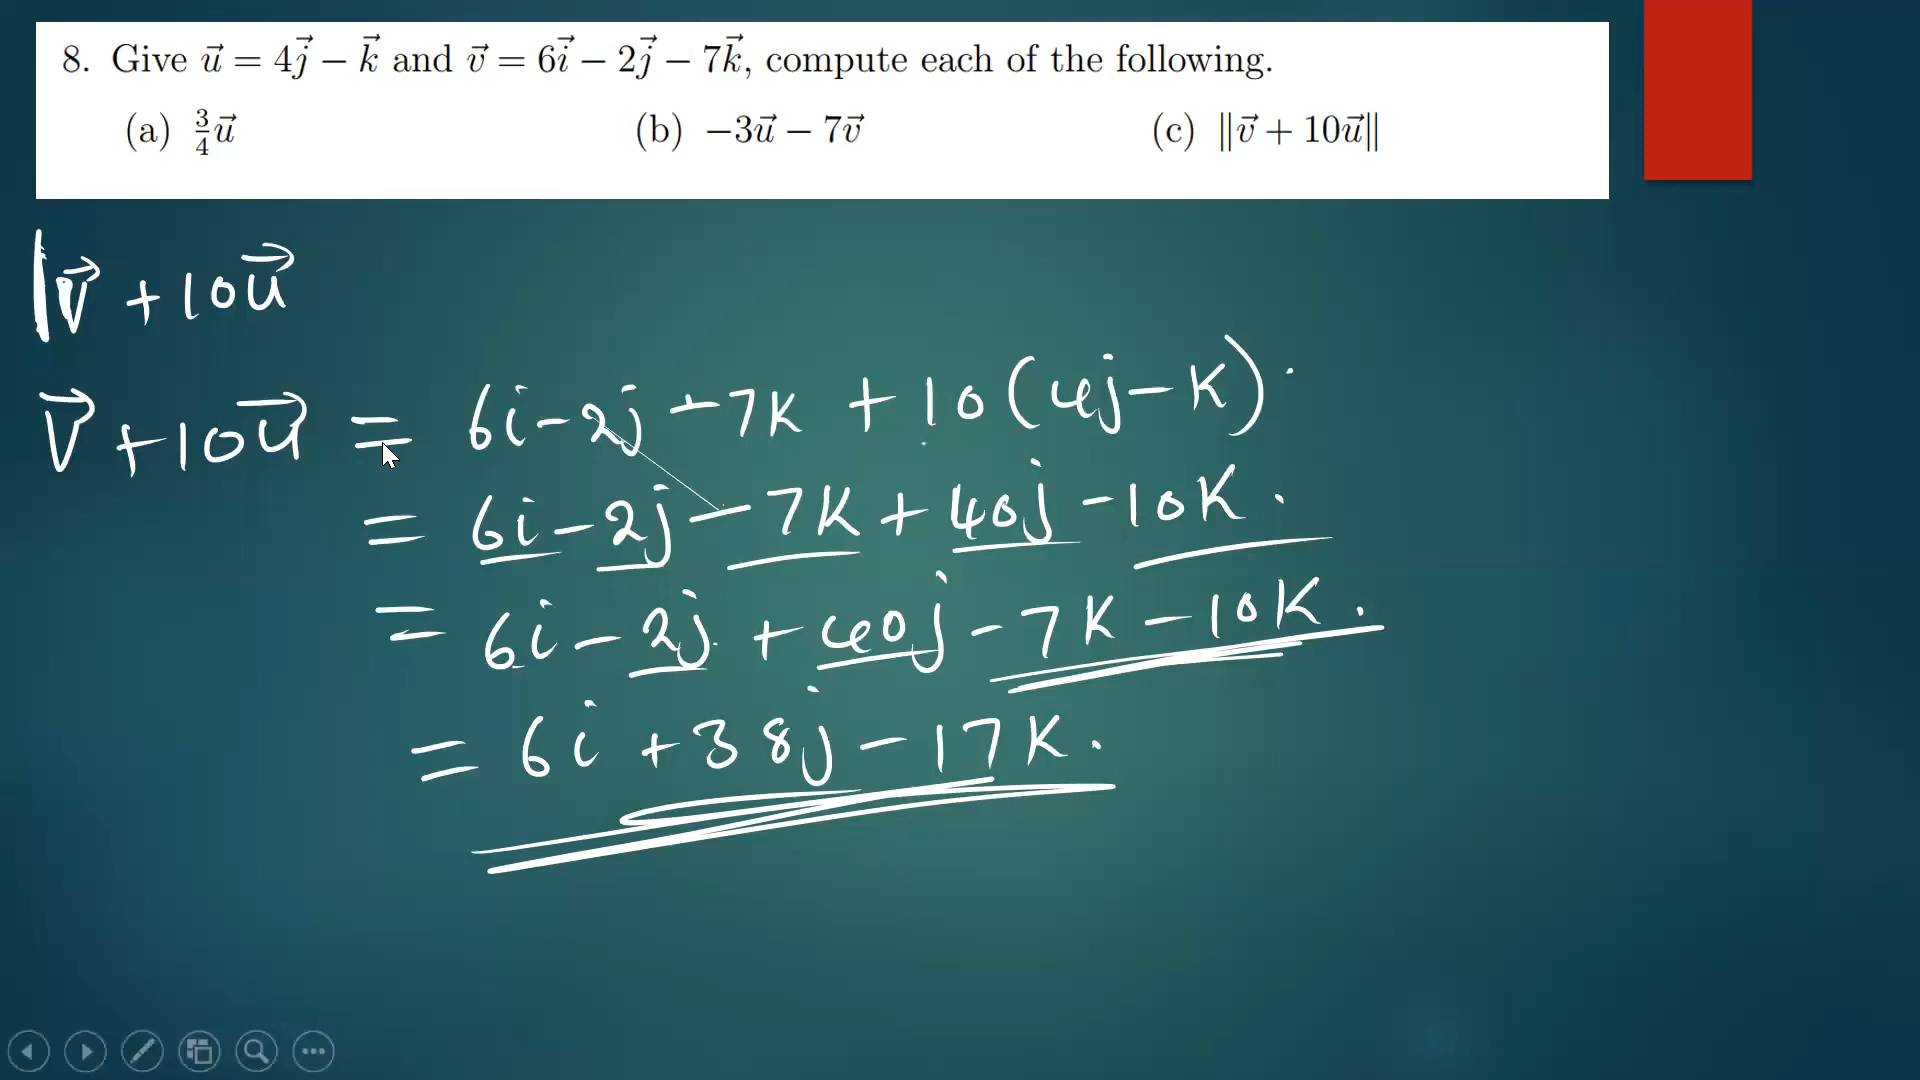 8. Give u⃗ = 4j⃗ − k⃗ and v⃗ = 6i⃗ − 2j⃗ − 7k⃗, compute each of the following.
(a) ¾u⃗ (b) −3u⃗ − 7v⃗ (c) ‖v⃗ + 10u⃗‖
|v⃗ + 10u⃗
v⃗ + 10u⃗ = 6i − 2j − 7k + 10(4j − k).
= 6i − 2j − 7k + 40j − 10k.
= 6i − 2j + 40j − 7k − 10k.
= 6i + 38j − 17k.